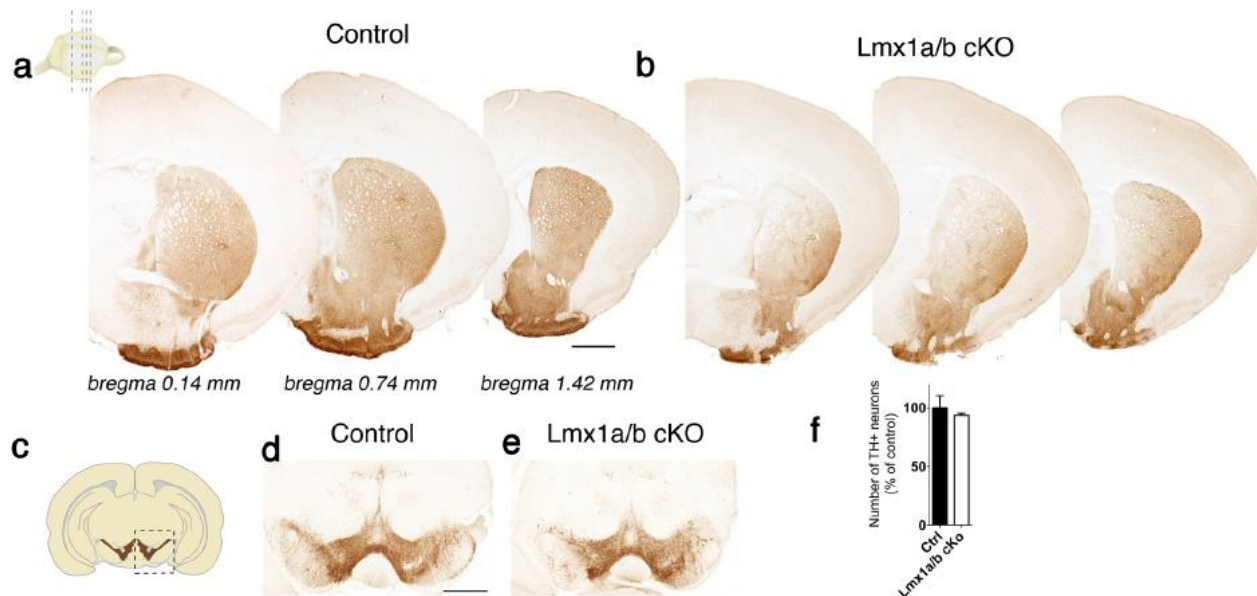 Control
Lmx1a/b cKO
a
b
bregma 0.14 mm
bregma 0.74 mm
bregma 1.42 mm
c
d
Control
e
Lmx1a/b cKO
f
Number of TH+ neurons
(% of control)
100
50
0
Ctrl
Lmx1a/b cKo